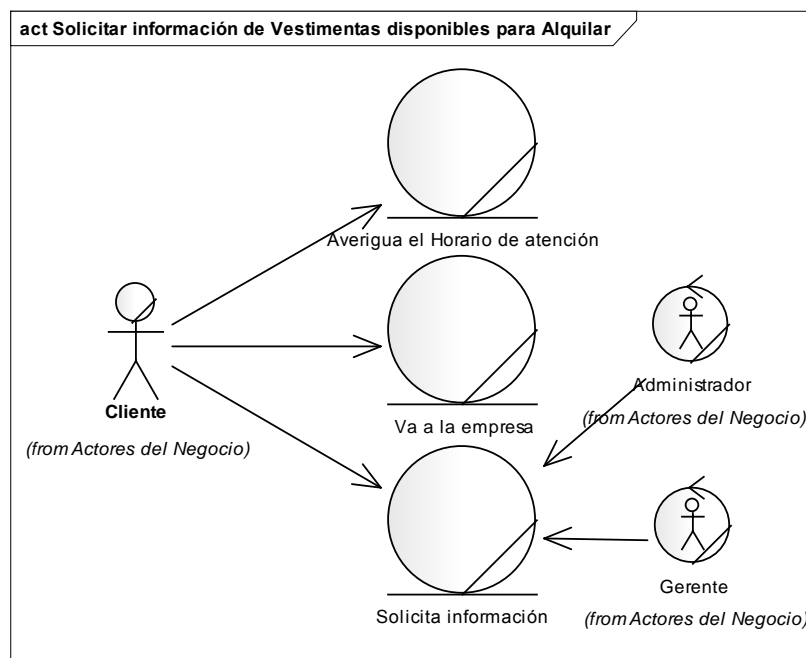 act Solicitar información de Vestimentas disponibles para Alquilar
Averigua el Horario de atención
Cliente
(from Actores del Negocio)
Va a la empresa
Administrador
(from Actores del Negocio)
Solicita información
Gerente
(from Actores del Negocio)